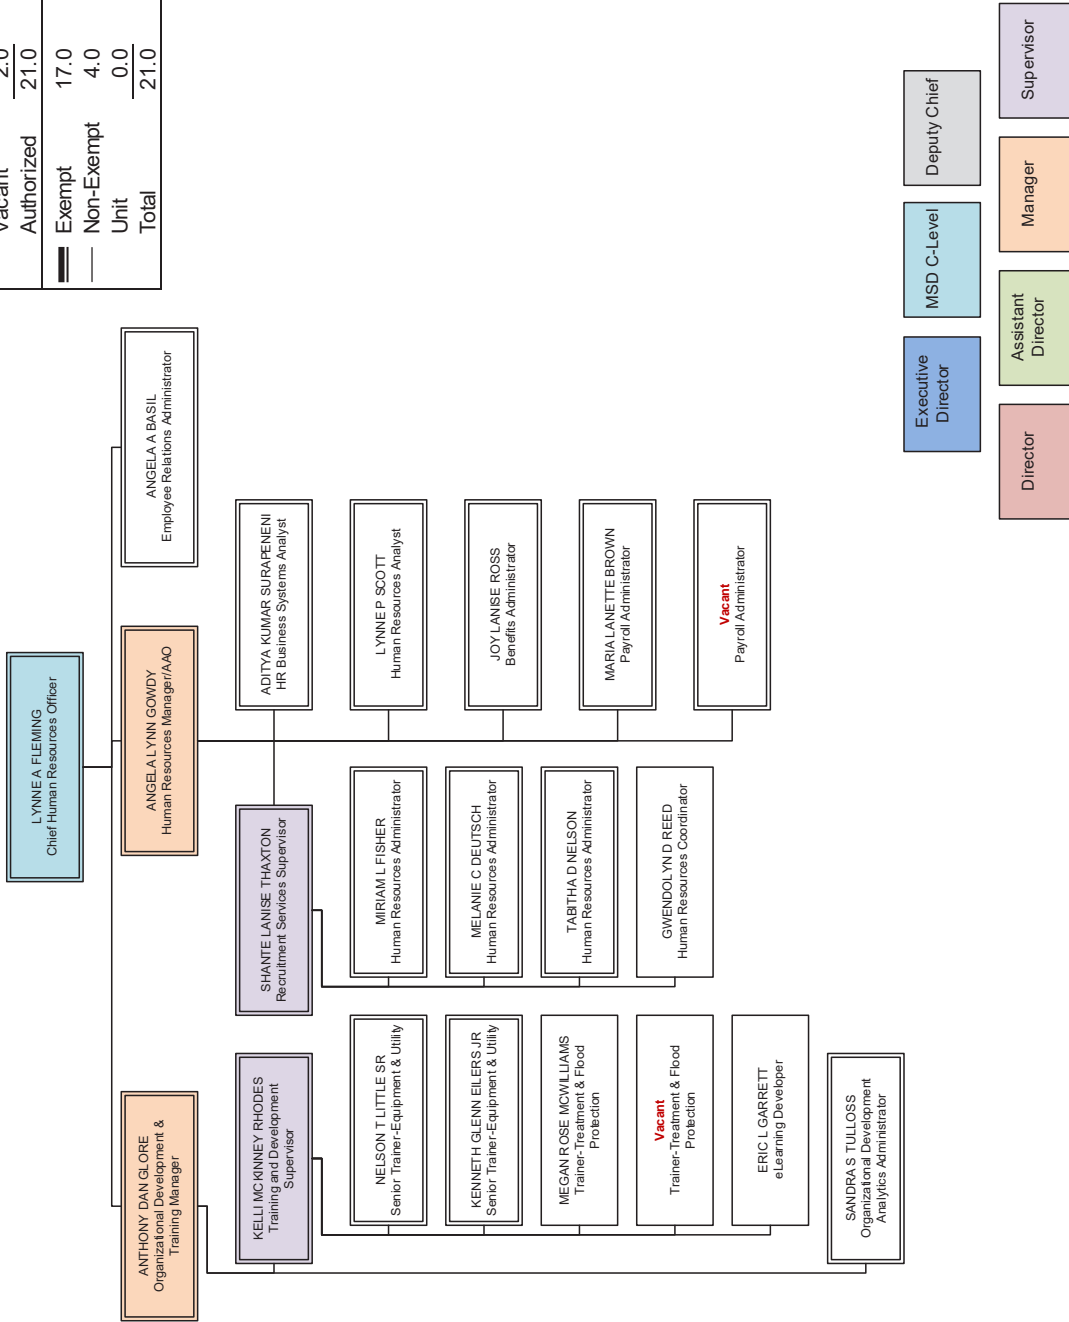 Vacant 2.0
Authorized 21.0
Exempt 17.0
Non-Exempt 4.0
Unit 0.0
Total 21.0
LYNNE A FLEMING
Chief Human Resources Officer
ANTHONY DAN GLORE
Organizational Development &
Training Manager
ANGELA LYNN GOWDY
Human Resources Manager/AAO
ANGELA A BASIL
Employee Relations Administrator
KELLI MCKINNEY RHODES
Training and Development
Supervisor
SHANTE LANISE THAXTON
Recruitment Services Supervisor
ADITYA KUMAR SURAPENENI
HR Business Systems Analyst
NELSON T LITTLE SR
Senior Trainer-Equipment & Utility
MIRIAM L FISHER
Human Resources Administrator
LYNNE P SCOTT
Human Resources Analyst
KENNETH GLENN EILERS JR
Senior Trainer-Equipment & Utility
MELANIE C DEUTSCH
Human Resources Administrator
JOY LANISE ROSS
Benefits Administrator
MEGAN ROSE MCWILLIAMS
Trainer-Treatment & Flood
Protection
TABITHA D NELSON
Human Resources Administrator
MARIA LANETTE BROWN
Payroll Administrator
Vacant
Trainer-Treatment & Flood
Protection
GWENDOLYN D REED
Human Resources Coordinator
Vacant
Payroll Administrator
ERIC L GARRETT
eLearning Developer
SANDRA S TULLOSS
Organizational Development
Analytics Administrator
Executive
Director
MSD C-Level
Deputy Chief
Director
Assistant
Director
Manager
Supervisor